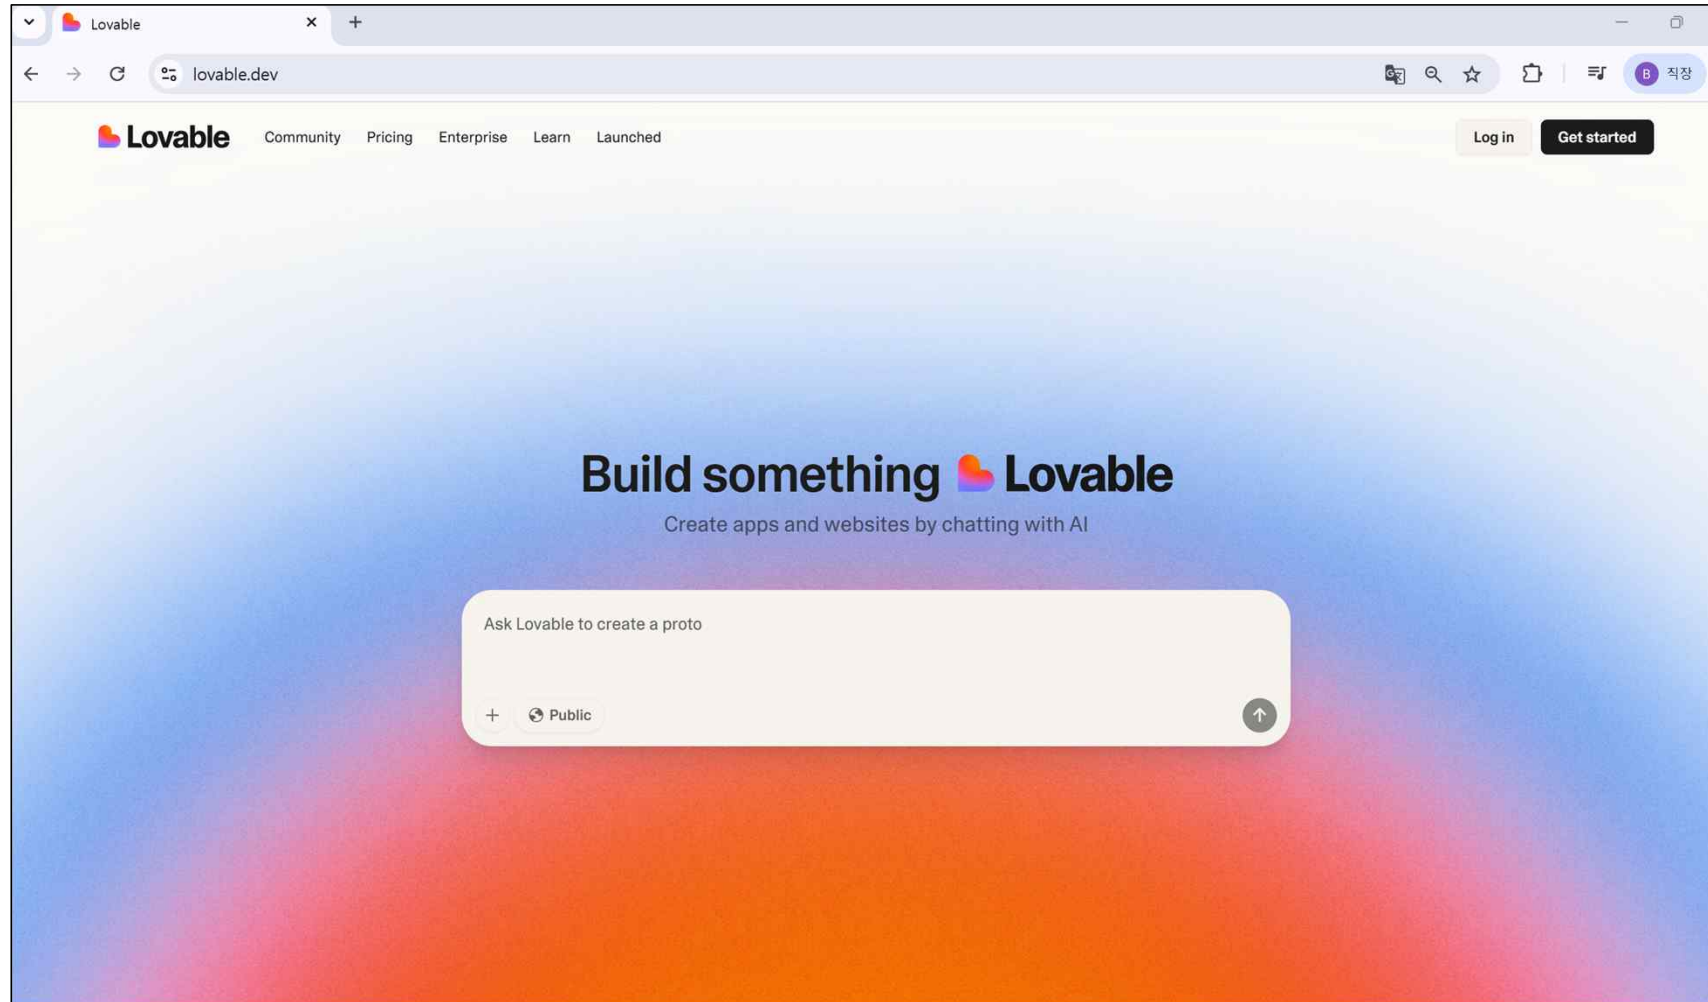 Lovable
lovable.dev
B 직장
Lovable Community Pricing Enterprise Learn Launched Log in Get started
Build something Lovable
Create apps and websites by chatting with AI
Ask Lovable to create a proto
Public